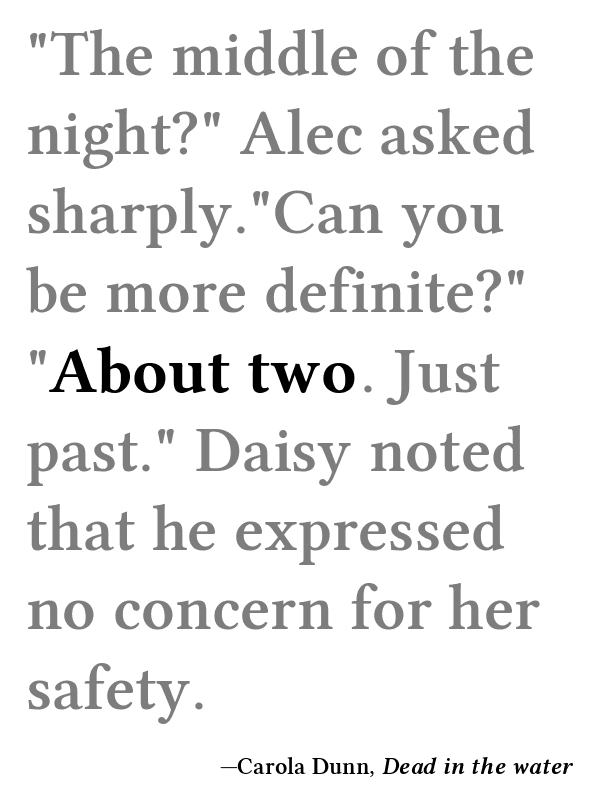 "The middle of the
night?" Alec asked
sharply."Can you
be more definite?"
"About two. Just
past." Daisy noted
that he expressed
no concern for her
safety.
—Carola Dunn, Dead in the water